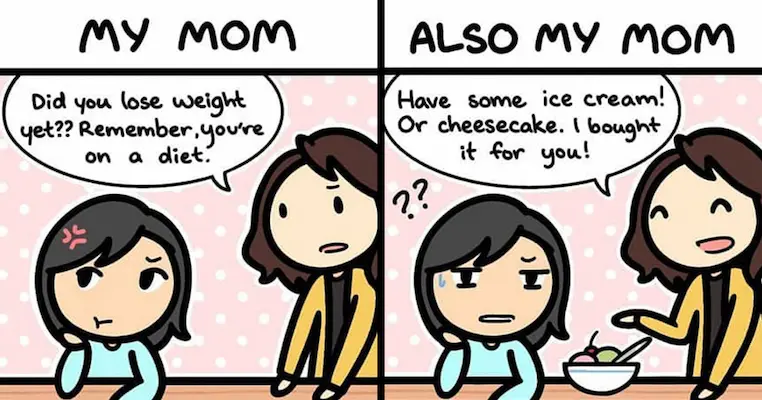 MY MOM
Did you lose weight
yet?? Remember, you're
on a diet.
ALSO MY MOM
Have some ice cream!
Or cheesecake. I bought
it for you!
??